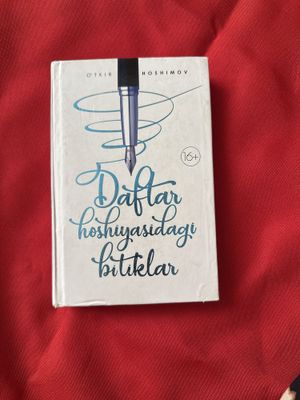 O'TKIR HOSHIMOV
16+
Daftar
hoshiyasidagi
bitiklar